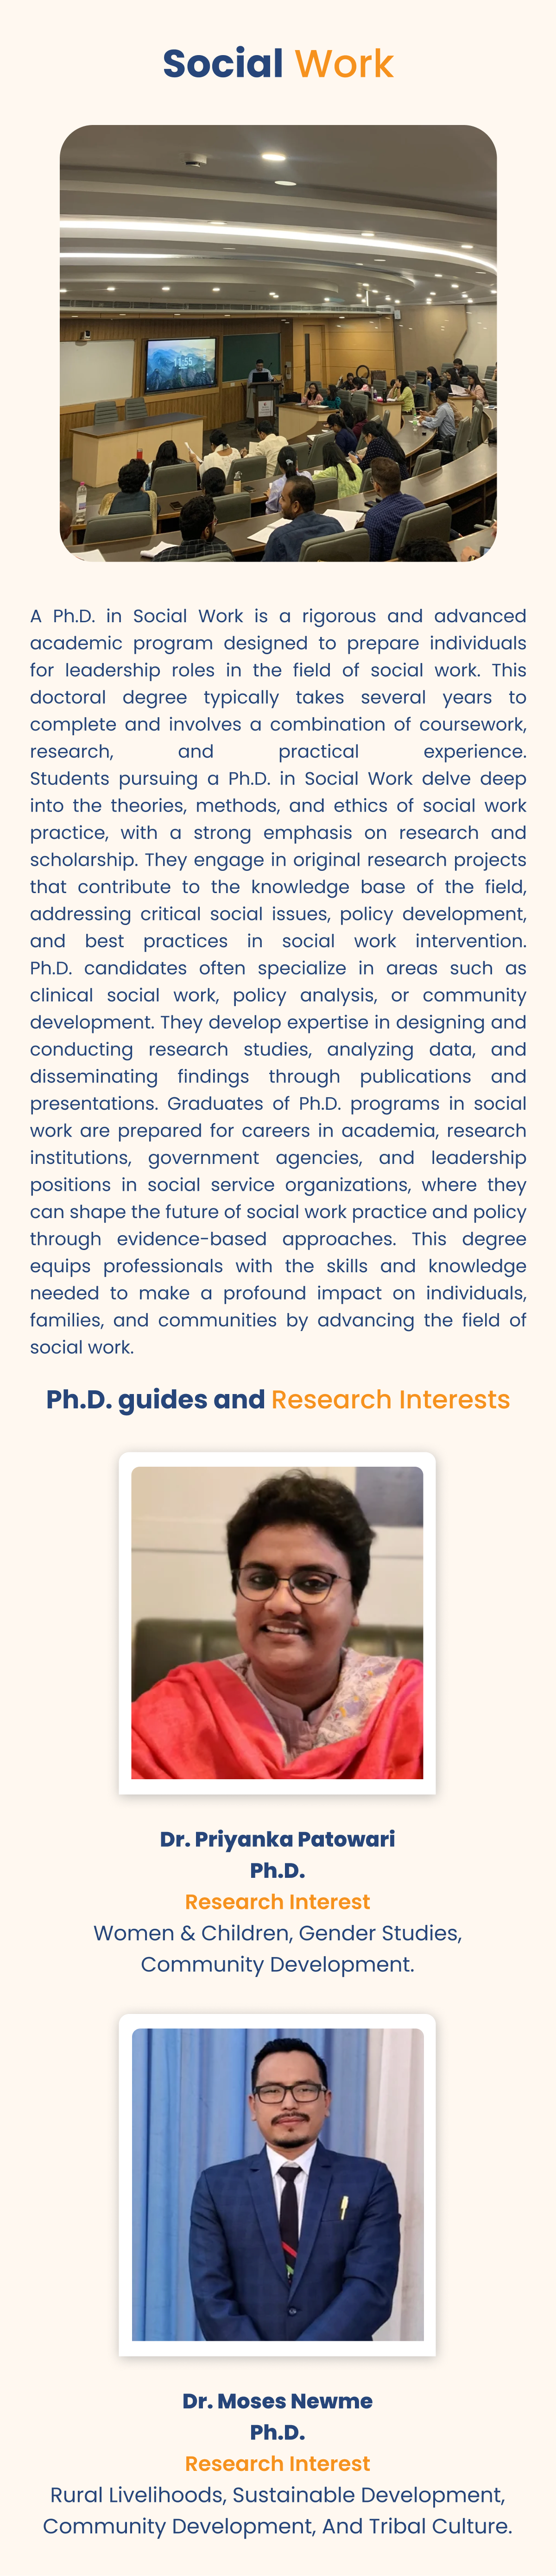 Social Work
11:55
A Ph.D. in Social Work is a rigorous and advanced
academic program designed to prepare individuals
for leadership roles in the field of social work. This
doctoral degree typically takes several years to
complete and involves a combination of coursework,
research, and practical experience.
Students pursuing a Ph.D. in Social Work delve deep
into the theories, methods, and ethics of social work
practice, with a strong emphasis on research and
scholarship. They engage in original research projects
that contribute to the knowledge base of the field,
addressing critical social issues, policy development,
and best practices in social work intervention.
Ph.D. candidates often specialize in areas such as
clinical social work, policy analysis, or community
development. They develop expertise in designing and
conducting research studies, analyzing data, and
disseminating findings through publications and
presentations. Graduates of Ph.D. programs in social
work are prepared for careers in academia, research
institutions, government agencies, and leadership
positions in social service organizations, where they
can shape the future of social work practice and policy
through evidence-based approaches. This degree
equips professionals with the skills and knowledge
needed to make a profound impact on individuals,
families, and communities by advancing the field of
social work.
Ph.D. guides and Research Interests
Dr. Priyanka Patowari
Ph.D.
Research Interest
Women & Children, Gender Studies,
Community Development.
Dr. Moses Newme
Ph.D.
Research Interest
Rural Livelihoods, Sustainable Development,
Community Development, And Tribal Culture.